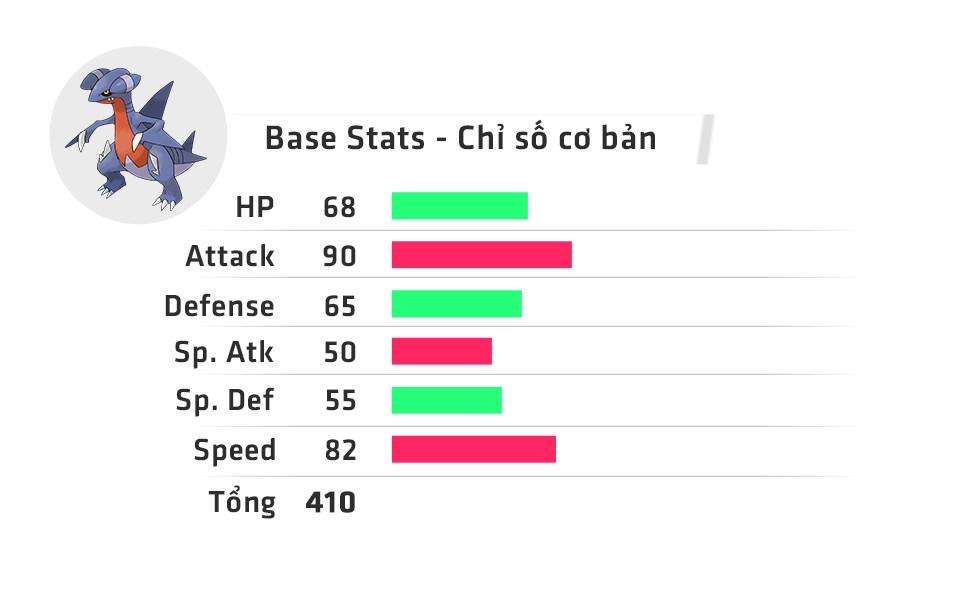 Base Stats - Chỉ số cơ bản
HP 68
Attack 90
Defense 65
Sp. Atk 50
Sp. Def 55
Speed 82
Tổng 410